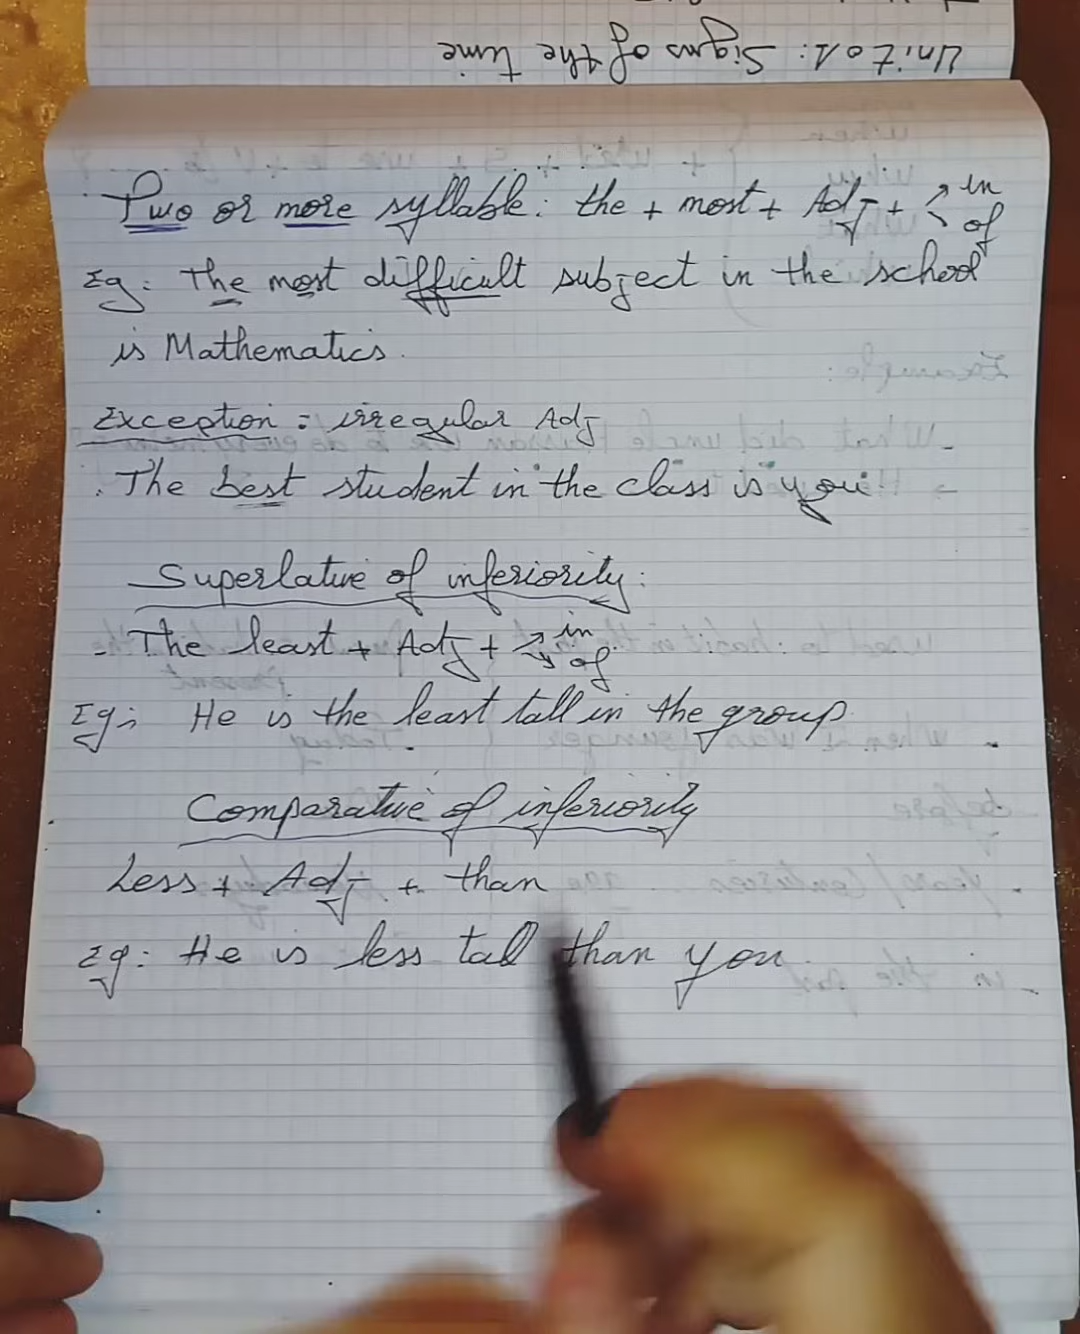 Unit 01: Signs of the time
Two or more syllable: the + most + Adj + in
of
Eg: The most difficult subject in the school
is Mathematics.
Exception: irregular Adj
. The best student in the class is you
Superlative of inferiority:
- The least + Adj + in
of
Eg: He is the least tall in the group.
Comparative of inferiority
Less + Adj + than
Eg: He is less tall than you